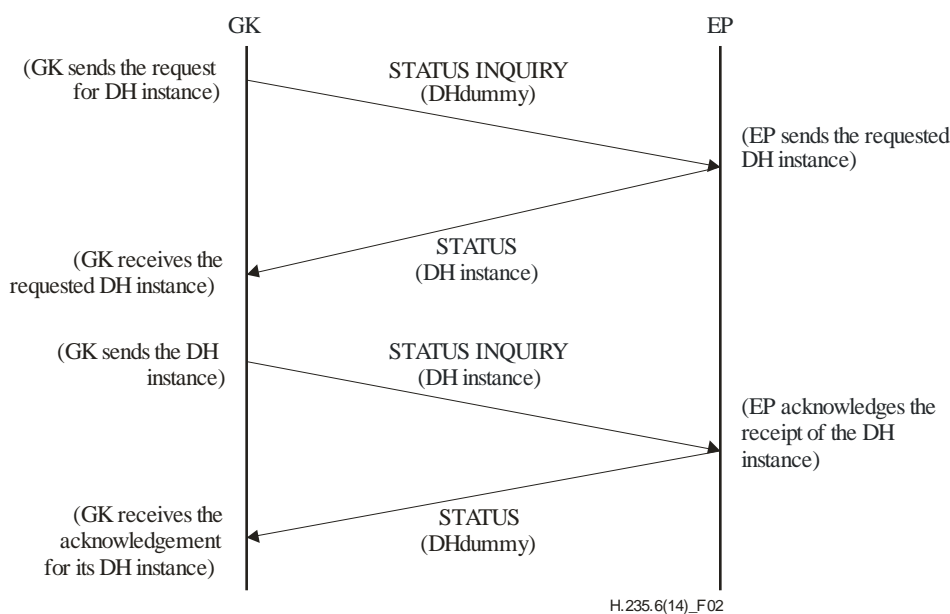 GK
EP
(GK sends the request
for DH instance)
STATUS INQUIRY
(DHdummy)
(EP sends the requested
DH instance)
STATUS
(DH instance)
(GK receives the
requested DH instance)
(GK sends the DH
instance)
STATUS INQUIRY
(DH instance)
(EP acknowledges the
receipt of the DH
instance)
STATUS
(DHdummy)
(GK receives the
acknowledgement
for its DH instance)
H.235.6(14)_F02